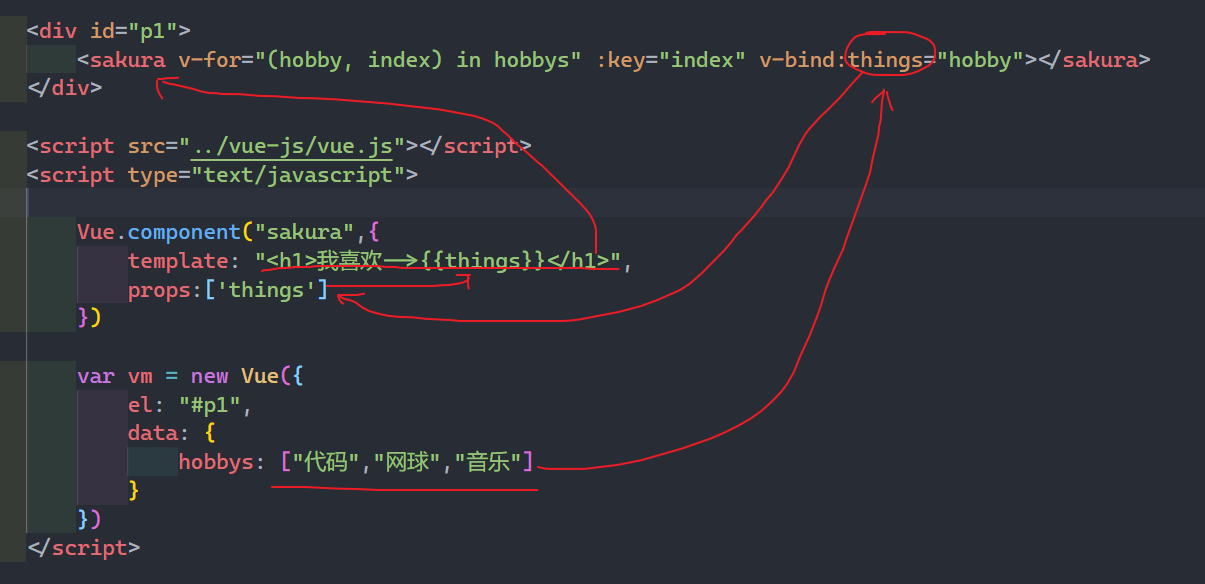 <div id="p1">
    <sakura v-for="(hobby, index) in hobbys" :key="index" v-bind:things="hobby"></sakura>
</div>
<script src="../vue-js/vue.js"></script>
<script type="text/javascript">
    Vue.component("sakura",{
        template: "<h1>我喜欢-->{{things}}</h1>",
        props:['things']
    })
    var vm = new Vue({
        el: "#p1",
        data: {
            hobbys: ["代码","网球","音乐"]
        }
    })
</script>